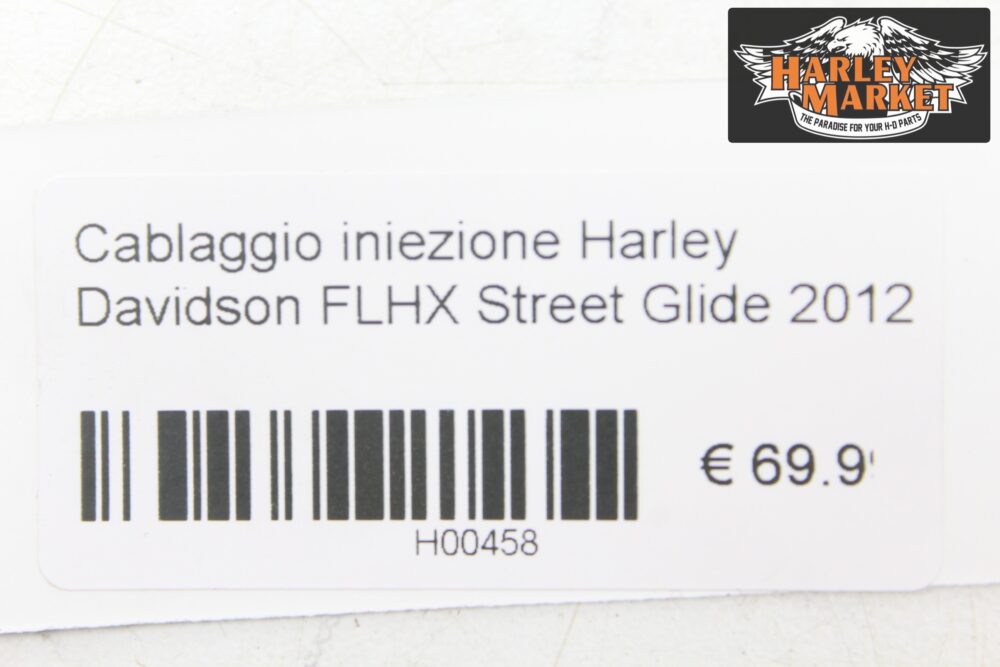 HARLEY
MARKET
THE PARADISE FOR YOUR H-D PARTS
Cablaggio iniezione Harley
Davidson FLHX Street Glide 2012
€ 69.9
H00458